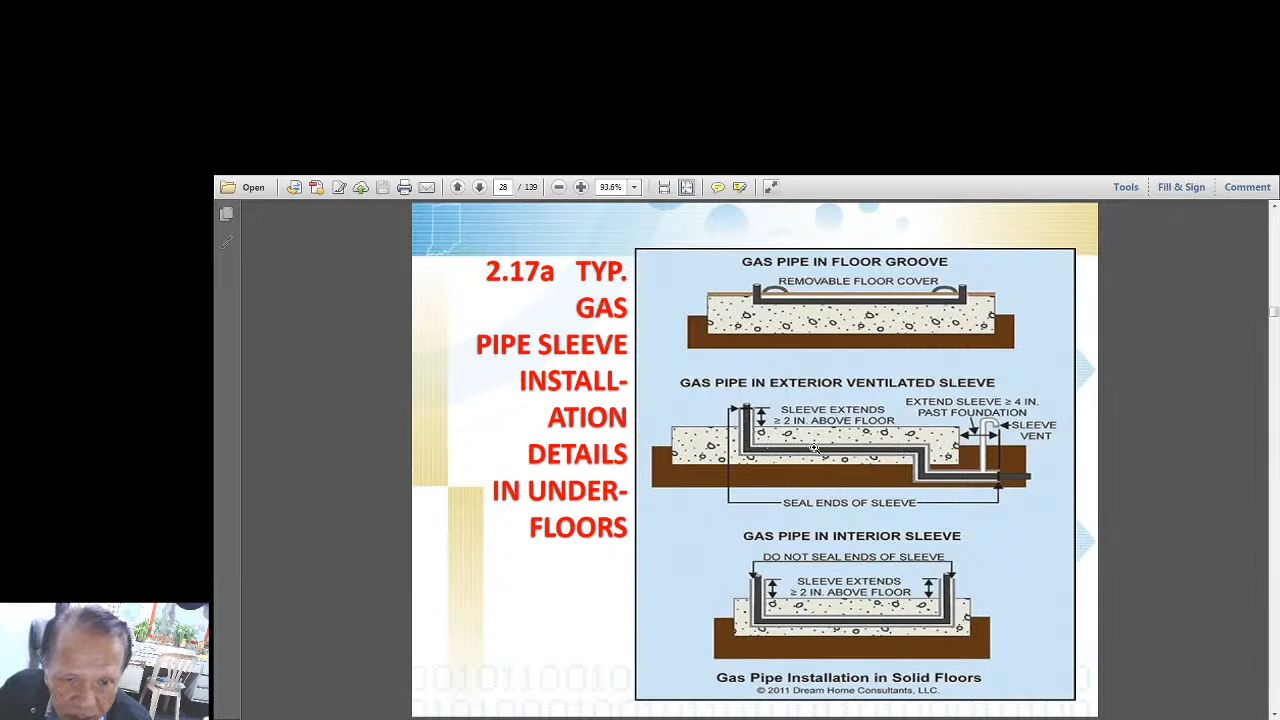 Open
28 / 139
93.6%
Tools
Fill & Sign
Comment
2.17a TYP.
GAS
PIPE SLEEVE
INSTALL-
ATION
DETAILS
IN UNDER-
FLOORS
GAS PIPE IN FLOOR GROOVE
REMOVABLE FLOOR COVER
GAS PIPE IN EXTERIOR VENTILATED SLEEVE
SLEEVE EXTENDS
≥ 2 IN. ABOVE FLOOR
EXTEND SLEEVE ≥ 4 IN.
PAST FOUNDATION
SLEEVE
VENT
SEAL ENDS OF SLEEVE
GAS PIPE IN INTERIOR SLEEVE
DO NOT SEAL ENDS OF SLEEVE
SLEEVE EXTENDS
≥ 2 IN. ABOVE FLOOR
Gas Pipe Installation in Solid Floors
© 2011 Dream Home Consultants, LLC.
01011001
0010110010